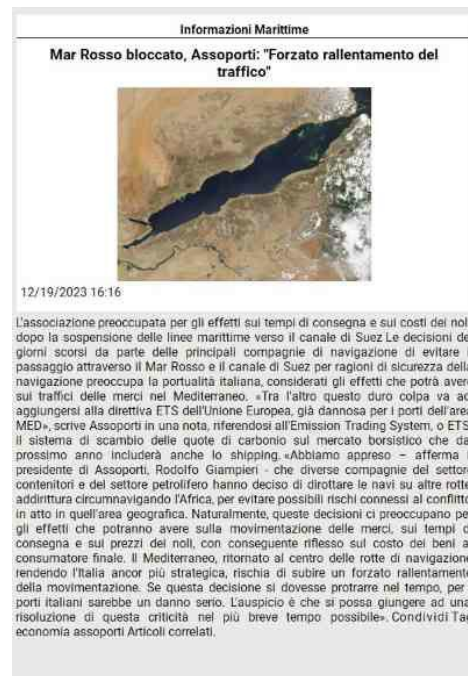 Informazioni Marittime
Mar Rosso bloccato, Assoporti: "Forzato rallentamento del
traffico"
12/19/2023 16:16
L'associazione preoccupata per gli effetti sui tempi di consegna e sui costi dei nol
dopo la sospensione delle linee marittime verso il canale di Suez Le decisioni de
giorni scorsi da parte delle principali compagnie di navigazione di evitare i
passaggio attraverso il Mar Rosso e il canale di Suez per ragioni di sicurezza della
navigazione preoccupa la portualità italiana, considerati gli effetti che potrà aver
sui traffici delle merci nel Mediterraneo. «Tra l'altro questo duro colpo va ac
aggiungersi alla direttiva ETS dell'Unione Europea, già dannosa per i porti dell'area
MED», scrive Assoporti in una nota, riferendosi all'Emission Trading System, o ETS
il sistema di scambio delle quote di carbonio sul mercato borsistico che da
prossimo anno includerà anche lo shipping. «Abbiamo appreso – afferma i
presidente di Assoporti, Rodolfo Giampieri - che diverse compagnie del settore
contenitori e del settore petrolifero hanno deciso di dirottare le navi su altre rotte
addirittura circumnavigando l'Africa, per evitare possibili rischi connessi al conflitto
in atto in quell'area geografica. Naturalmente, queste decisioni ci preoccupano pe
gli effetti che potranno avere sulla movimentazione delle merci, sui tempi d
consegna e sui prezzi dei noli, con conseguente riflesso sul costo dei beni a
consumatore finale. Il Mediterraneo, ritornato al centro delle rotte di navigazione
rendendo l'Italia ancor più strategica, rischia di subire un forzato rallentamento
della movimentazione. Se questa decisione si dovesse protrarre nel tempo, per
porti italiani sarebbe un danno serio. L'auspicio è che si possa giungere ad una
risoluzione di questa criticità nel più breve tempo possibile». Condividi Tag
economia assoporti Articoli correlati.